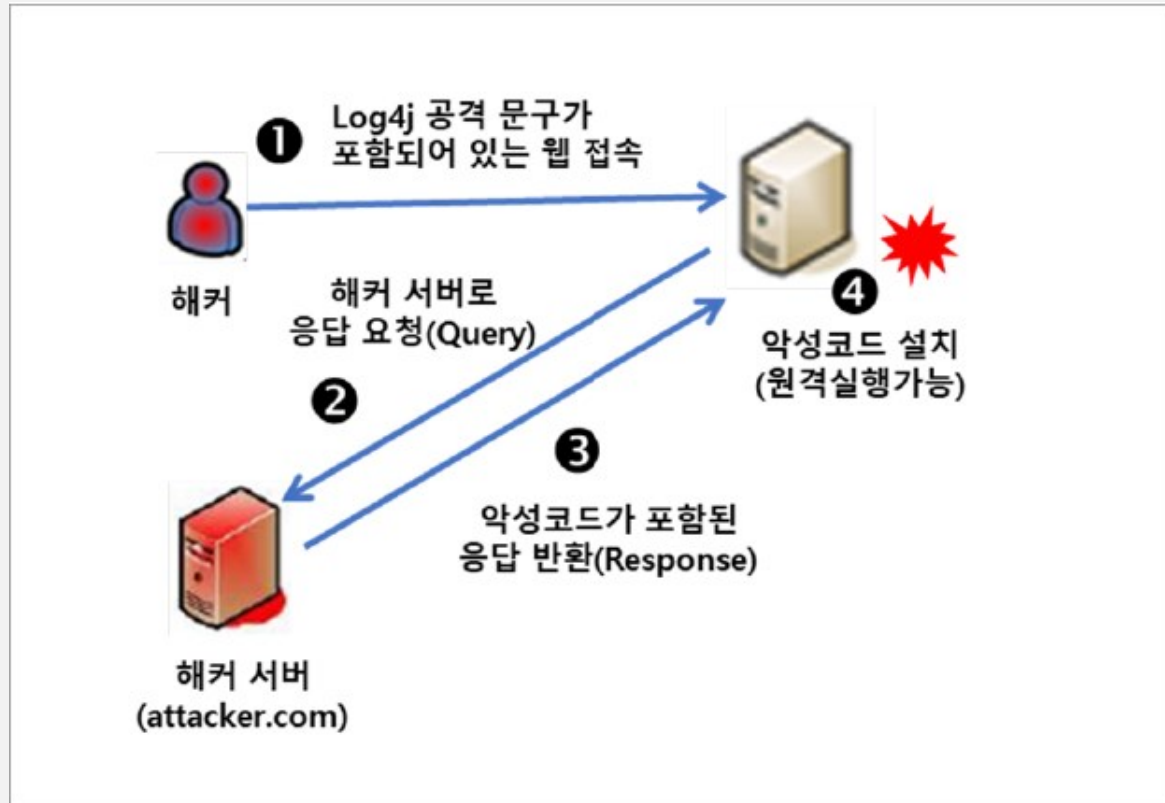 ❶
Log4j 공격 문구가
포함되어 있는 웹 접속
해커
해커 서버로
응답 요청(Query)
❷
❹
악성코드 설치
(원격실행가능)
❸
악성코드가 포함된
응답 반환(Response)
해커 서버
(attacker.com)